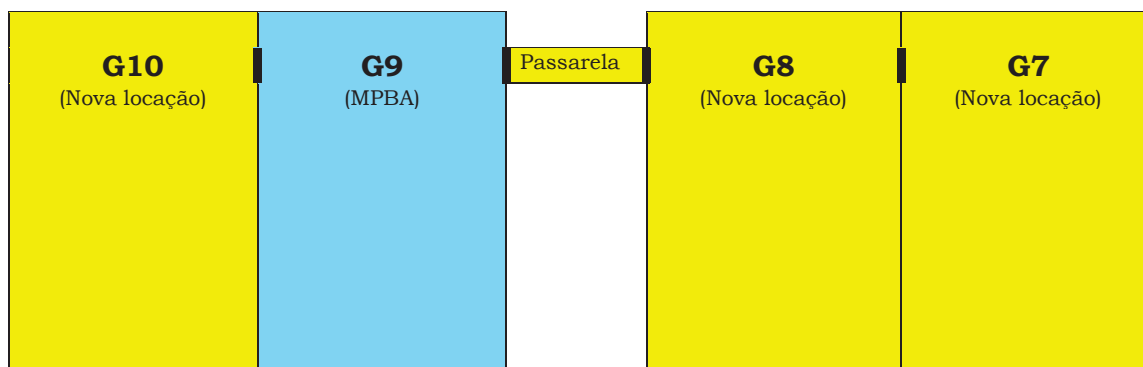 G10
(Nova locação)
G9
(MPBA)
Passarela
G8
(Nova locação)
G7
(Nova locação)